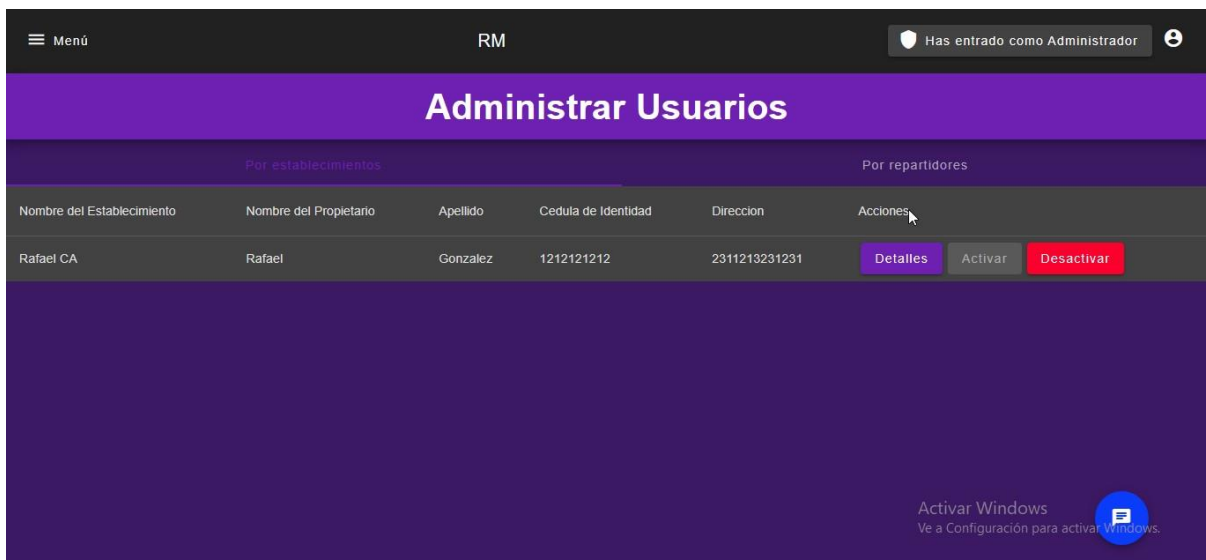 Menú RM Has entrado como Administrador
Administrar Usuarios
Por establecimientos Por repartidores
Nombre del Establecimiento Nombre del Propietario Apellido Cedula de Identidad Direccion Acciones
Rafael CA Rafael Gonzalez 1212121212 2311213231231 Detalles Activar Desactivar
Activar Windows
Ve a Configuración para activar Windows.